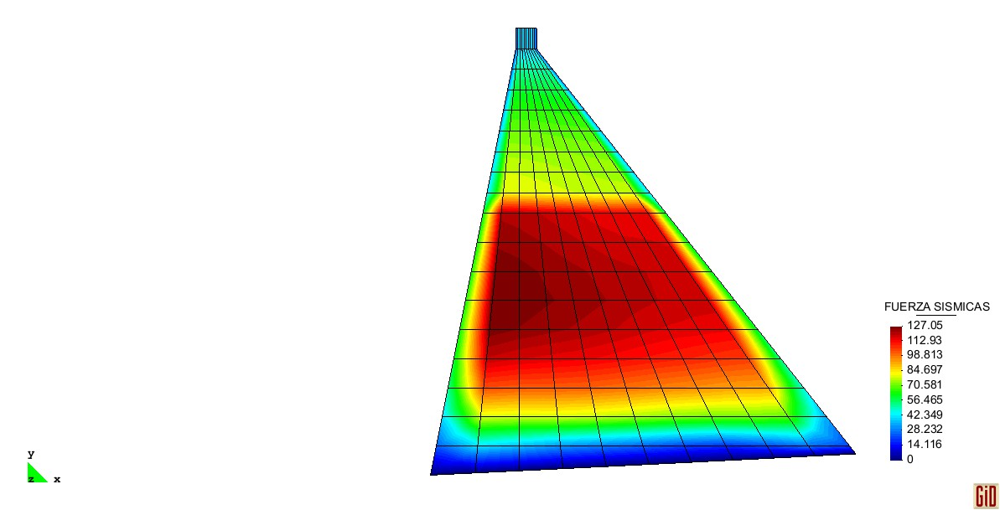 FUERZA SISMICAS
127.05
112.93
98.813
84.697
70.581
56.465
42.349
28.232
14.116
0
y
z x
GiD